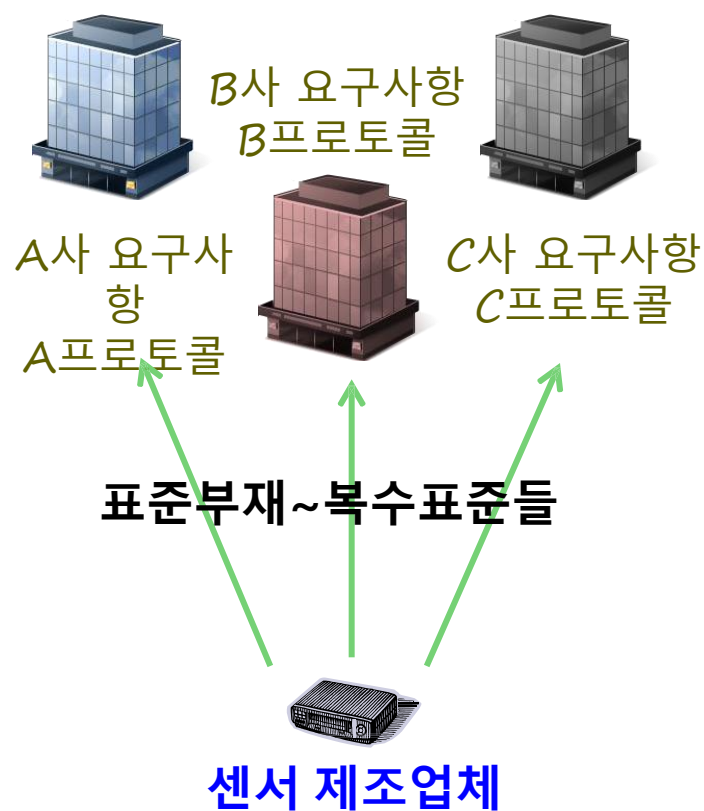 B사 요구사항
B프로토콜
A사 요구사
항
A프로토콜
C사 요구사항
C프로토콜
표준부재~복수표준들
센서 제조업체